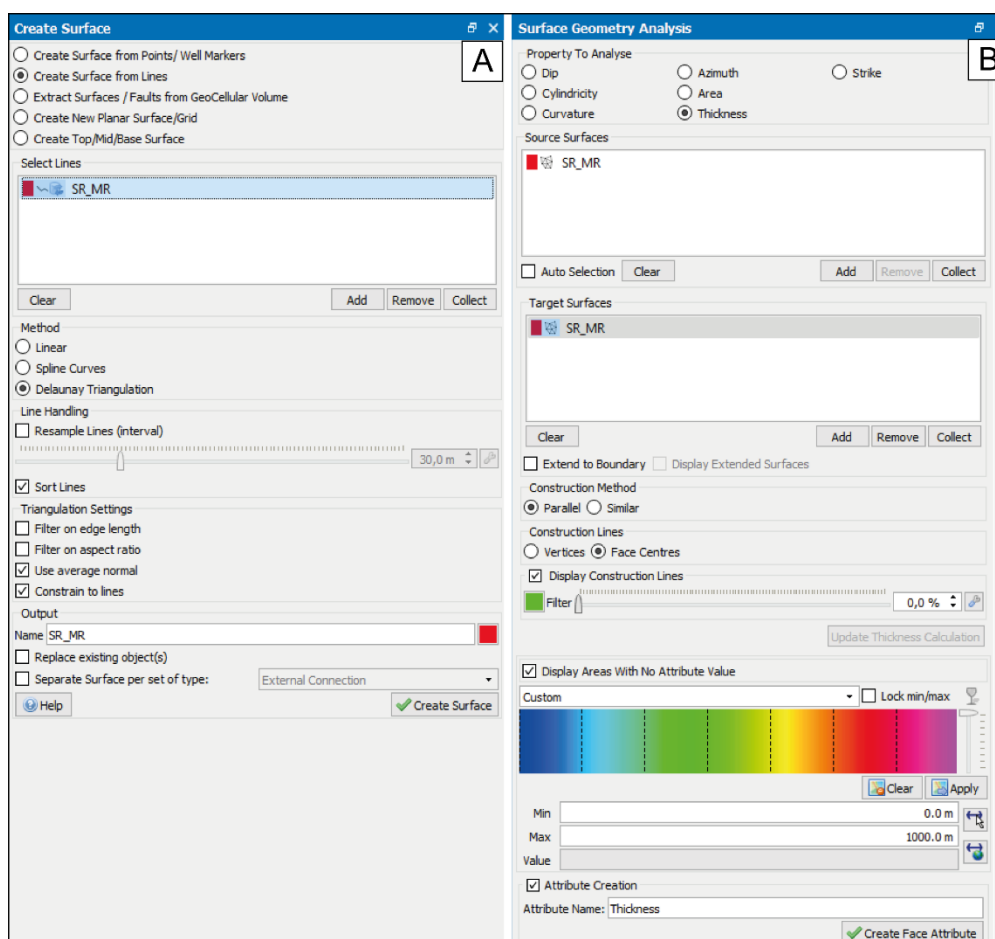 Create Surface
A
Create Surface from Points/ Well Markers
Create Surface from Lines
Extract Surfaces / Faults from GeoCellular Volume
Create New Planar Surface/Grid
Create Top/Mid/Base Surface
Select Lines
SR_MR
Clear Add Remove Collect
Method
Linear
Spline Curves
Delaunay Triangulation
Line Handling
Resample Lines (interval)
30,0 m
Sort Lines
Triangulation Settings
Filter on edge length
Filter on aspect ratio
Use average normal
Constrain to lines
Output
Name SR_MR
Replace existing object(s)
Separate Surface per set of type: External Connection
Help Create Surface
Surface Geometry Analysis
B
Property To Analyse
Dip Azimuth Strike
Cylindricity Area
Curvature Thickness
Source Surfaces
SR_MR
Auto Selection Clear Add Remove Collect
Target Surfaces
SR_MR
Clear Add Remove Collect
Extend to Boundary Display Extended Surfaces
Construction Method
Parallel Similar
Construction Lines
Vertices Face Centres
Display Construction Lines
Filter 0,0 %
Update Thickness Calculation
Display Areas With No Attribute Value
Custom Lock min/max
Clear Apply
Min 0.0 m
Max 1000.0 m
Value
Attribute Creation
Attribute Name: Thickness
Create Face Attribute